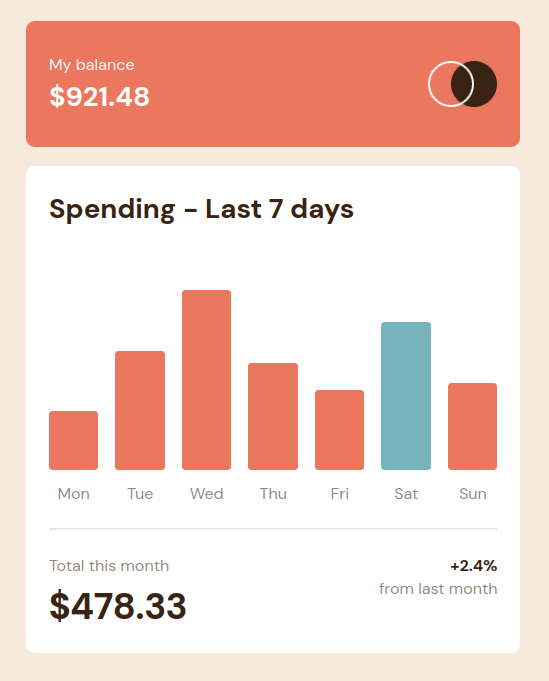 My balance
$921.48
Spending – Last 7 days
Mon Tue Wed Thu Fri Sat Sun
Total this month
$478.33
+2.4%
from last month